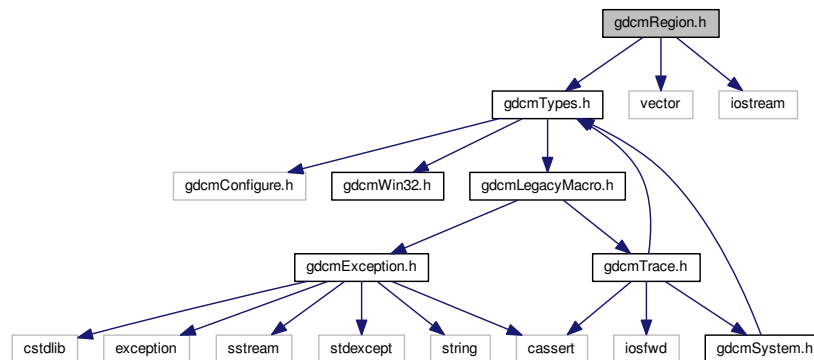 gdcmRegion.h
gdcmTypes.h
vector
iostream
gdcmConfigure.h
gdcmWin32.h
gdcmLegacyMacro.h
gdcmException.h
gdcmTrace.h
cstdlib
exception
sstream
stdexcept
string
cassert
iosfwd
gdcmSystem.h